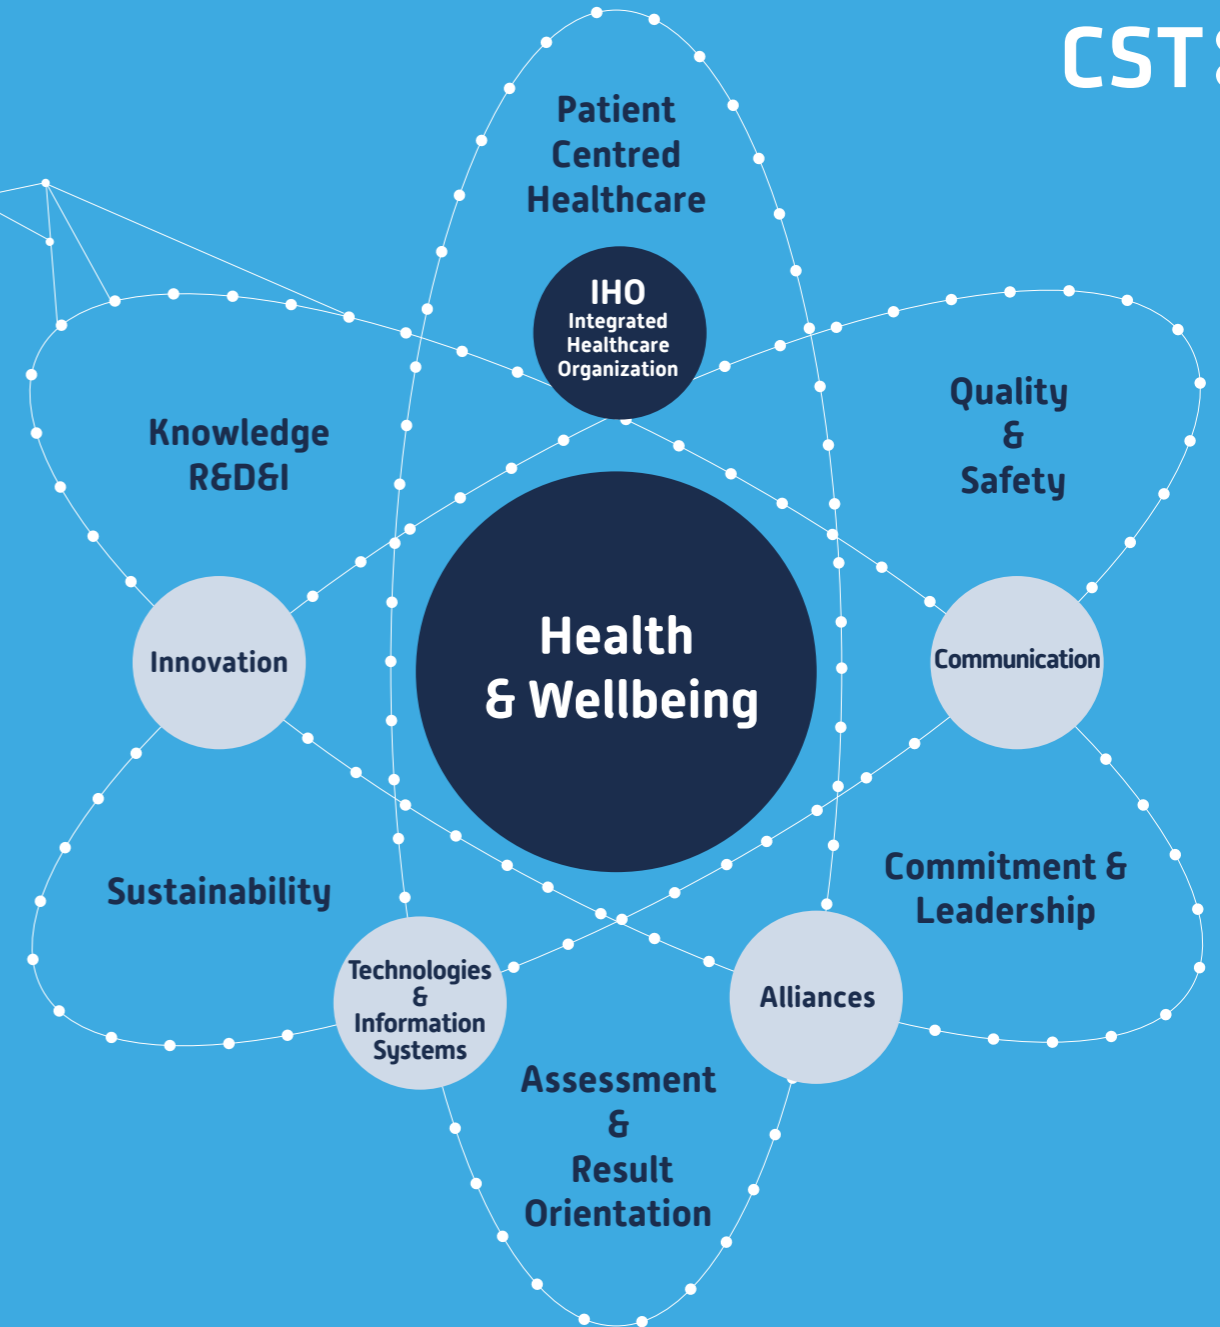 CST
Patient
Centred
Healthcare
IHO
Integrated
Healthcare
Organization
Knowledge
R&D&I
Quality
&
Safety
Innovation
Health
& Wellbeing
Communication
Sustainability
Commitment &
Leadership
Technologies
&
Information
Systems
Alliances
Assessment
&
Result
Orientation